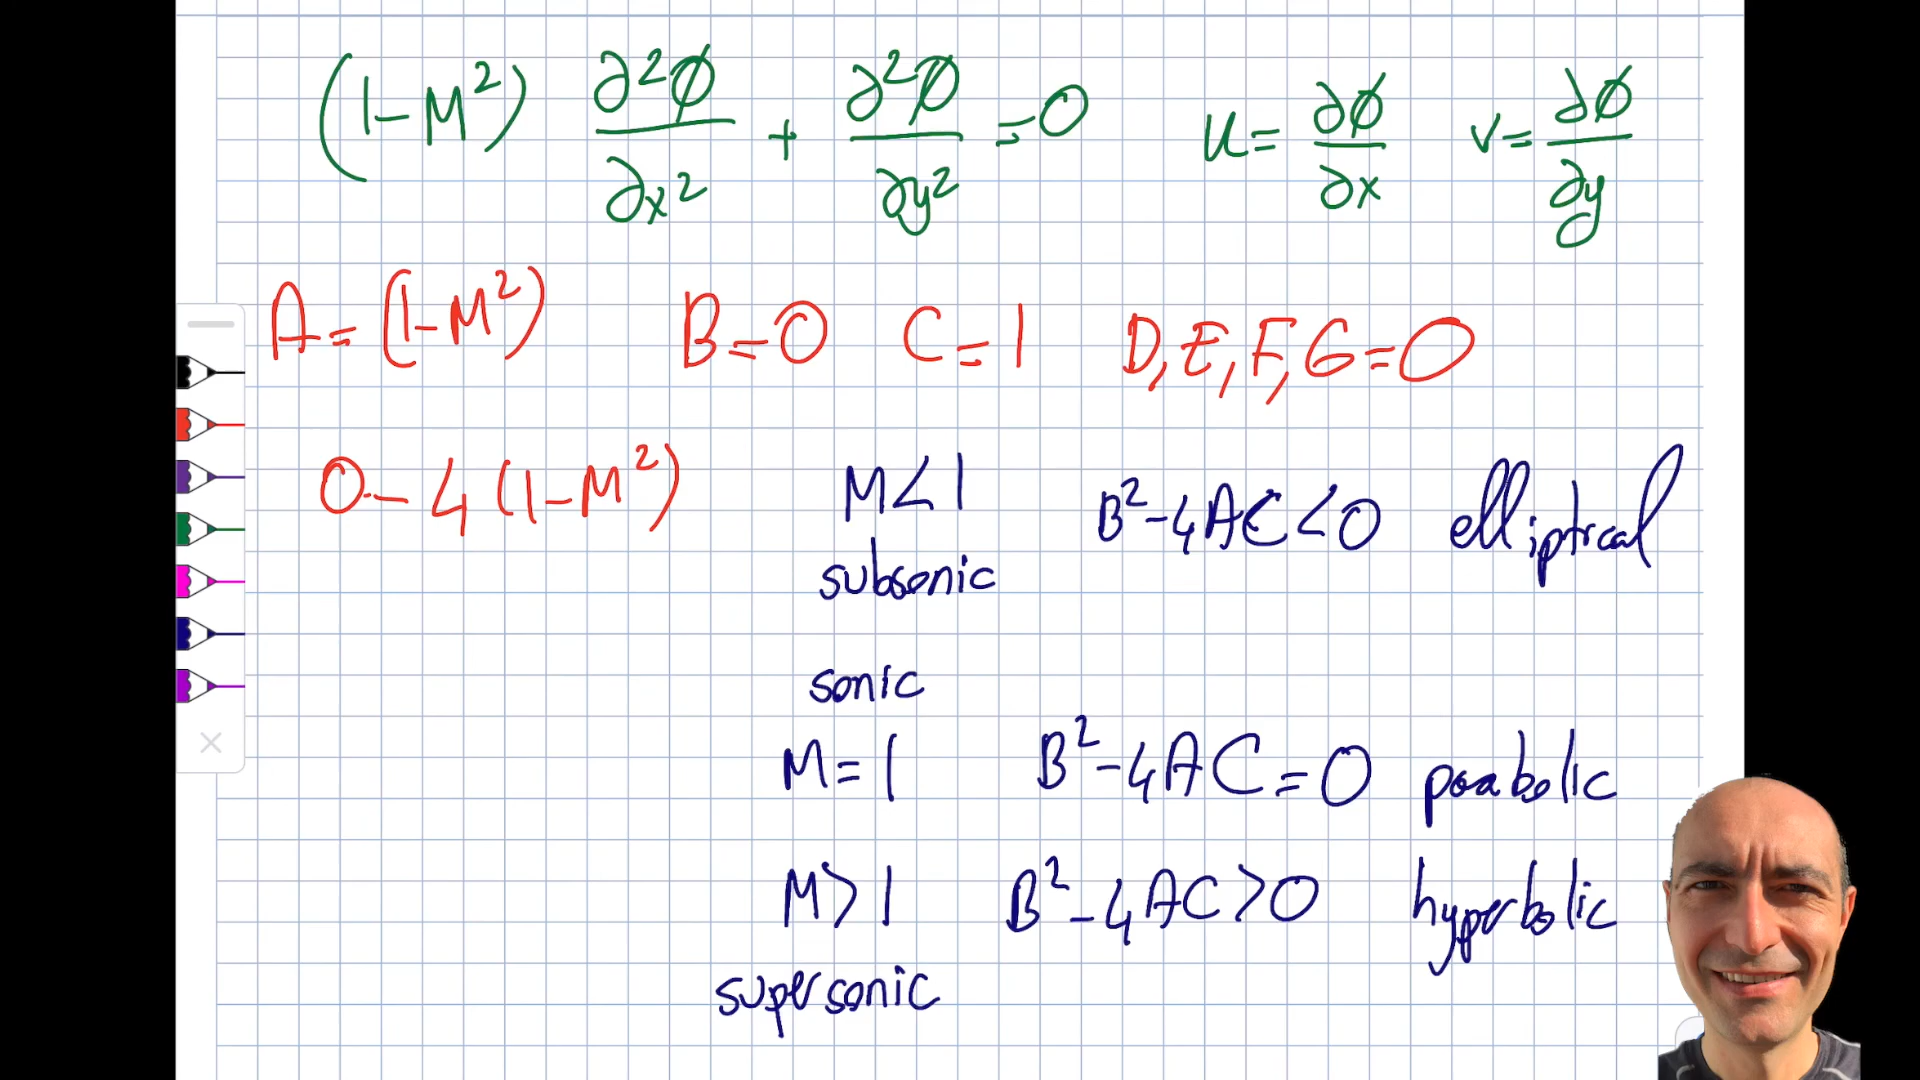 (1-M²) ∂²φ/∂x² + ∂²φ/∂y² = 0 u = ∂φ/∂x v = ∂φ/∂y
A = (1-M²) B = 0 C = 1 D, E, F, G = 0
0 - 4 (1-M²) M < 1 B² - 4AC < 0 elliptical
subsonic
sonic
M = 1 B² - 4AC = 0 parabolic
M > 1 B² - 4AC > 0 hyperbolic
supersonic